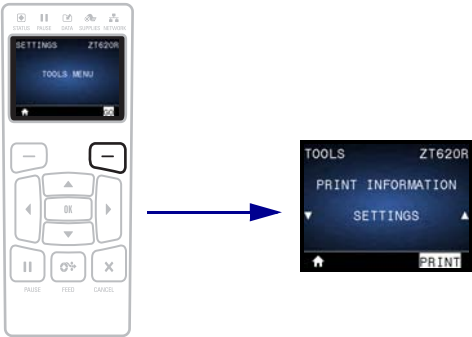 STATUS PAUSE DATA SUPPLIES NETWORK
SETTINGS ZT620R
TOOLS MENU
GO
OK
PAUSE FEED CANCEL
TOOLS ZT620R
PRINT INFORMATION
SETTINGS
PRINT